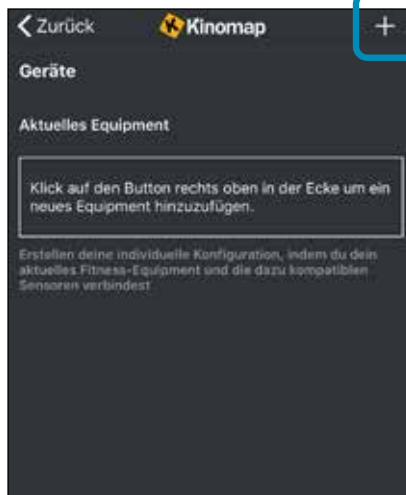 Zurück Kinomap +
Geräte
Aktuelles Equipment
Klick auf den Button rechts oben in der Ecke um ein
neues Equipment hinzuzufügen.
Erstellen deine individuelle Konfiguration, indem du dein
aktuelles Fitness-Equipment und die dazu kompatiblen
Sensoren verbindest